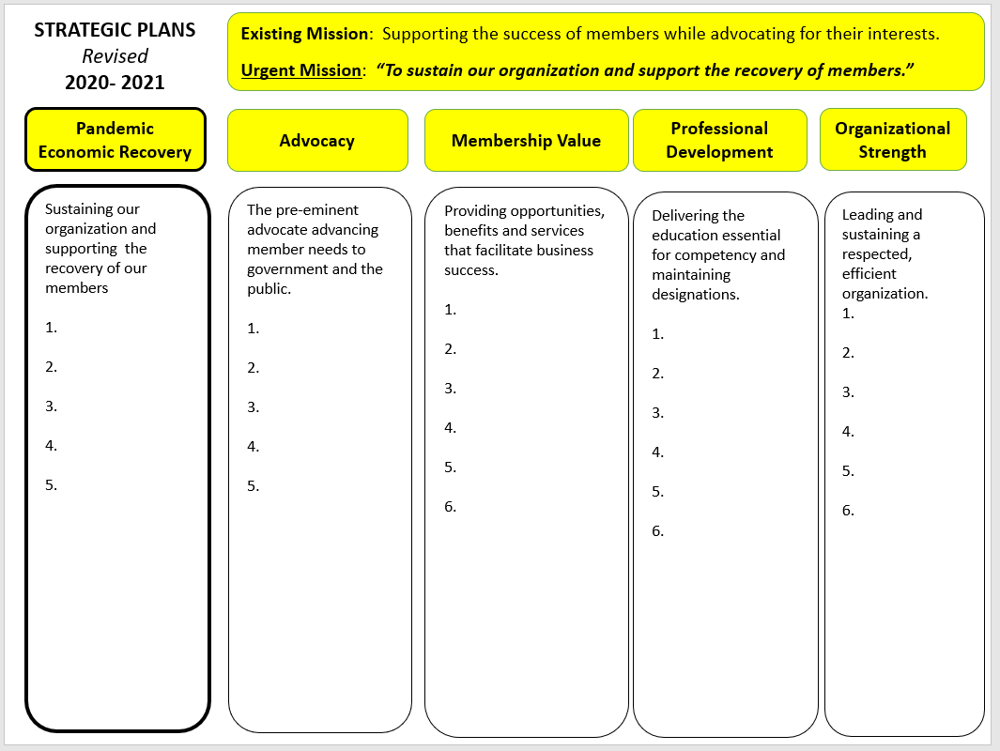 STRATEGIC PLANS
Revised
2020- 2021
Existing Mission:  Supporting the success of members while advocating for their interests.
Urgent Mission:  “To sustain our organization and support the recovery of members.”
Pandemic
Economic Recovery
Advocacy
Membership Value
Professional
Development
Organizational
Strength
Sustaining our
organization and
supporting  the
recovery of our
members
1.
2.
3.
4.
5.
The pre-eminent
advocate advancing
member needs to
government and the
public.
1.
2.
3.
4.
5.
Providing opportunities,
benefits and services
that facilitate business
success.
1.
2.
3.
4.
5.
6.
Delivering the
education essential
for competency and
maintaining
designations.
1.
2.
3.
4.
5.
6.
Leading and
sustaining a
respected,
efficient
organization.
1.
2.
3.
4.
5.
6.